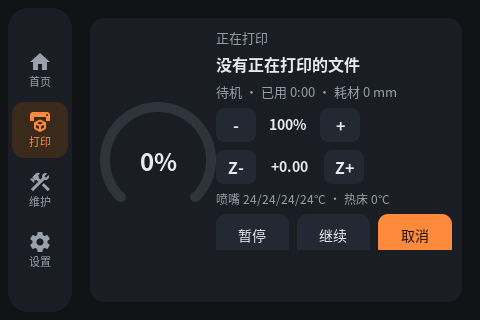 首页
打印
维护
设置
0%
正在打印
没有正在打印的文件
待机 · 已用 0:00 · 耗材 0 mm
- 100% +
Z- +0.00 Z+
喷嘴 24/24/24/24℃ · 热床 0℃
暂停 继续 取消